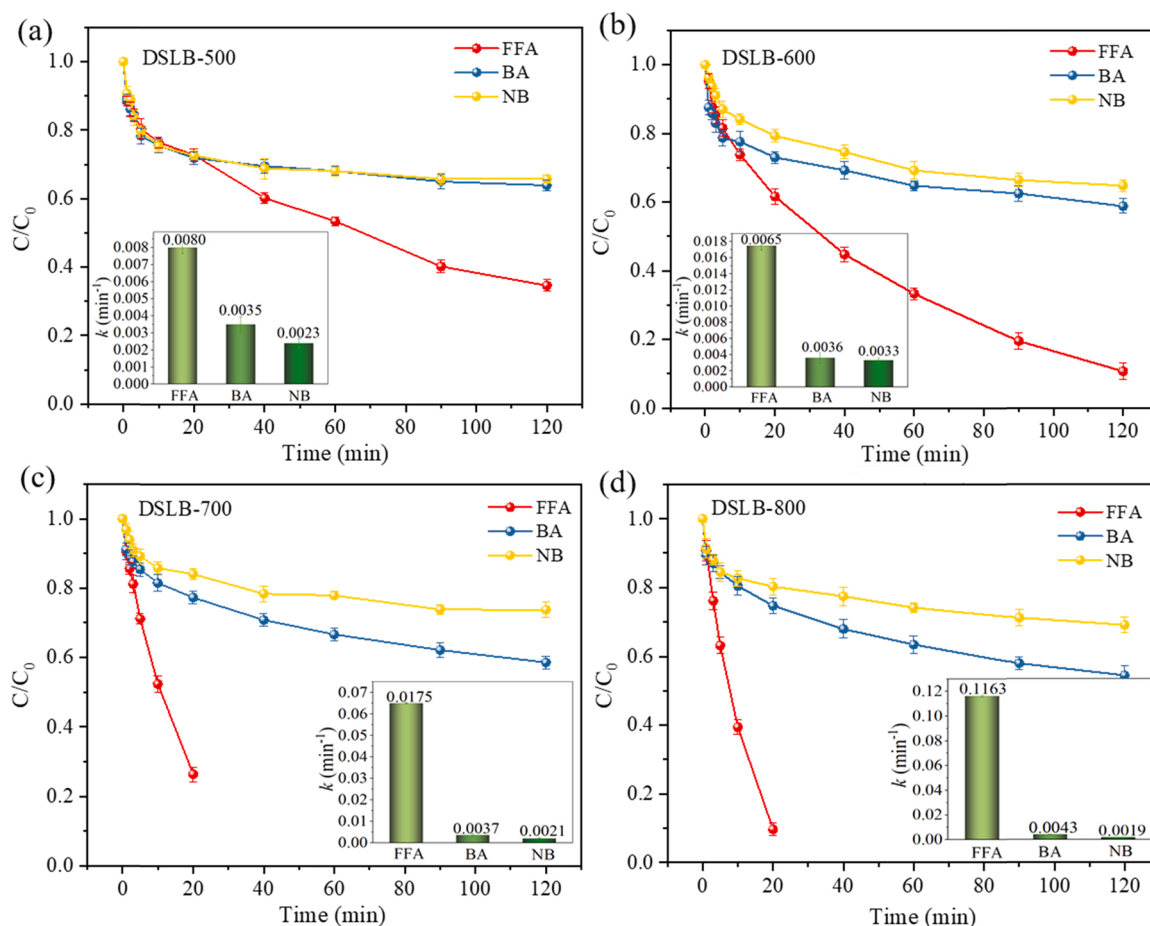 (a)
DSLB-500
FFA
BA
NB
1.0
0.8
0.6
0.4
0.2
0.0
C/C0
0 20 40 60 80 100 120
Time (min)
0.008
0.007
0.006
0.005
0.004
0.003
0.002
0.001
0.000
k (min-1)
0.0080
0.0035
0.0023
FFA BA NB
(b)
DSLB-600
FFA
BA
NB
1.0
0.8
0.6
0.4
0.2
0.0
C/C0
0 20 40 60 80 100 120
Time (min)
0.018
0.016
0.014
0.012
0.010
0.008
0.006
0.004
0.002
0.000
k (min-1)
0.0065
0.0036
0.0033
FFA BA NB
(c)
DSLB-700
FFA
BA
NB
1.0
0.8
0.6
0.4
0.2
0.0
C/C0
0 20 40 60 80 100 120
Time (min)
0.07
0.06
0.05
0.04
0.03
0.02
0.01
0.00
k (min-1)
0.0175
0.0037
0.0021
FFA BA NB
(d)
DSLB-800
FFA
BA
NB
1.0
0.8
0.6
0.4
0.2
0.0
C/C0
0 20 40 60 80 100 120
Time (min)
0.12
0.10
0.08
0.06
0.04
0.02
0.00
k (min-1)
0.1163
0.0043
0.0019
FFA BA NB